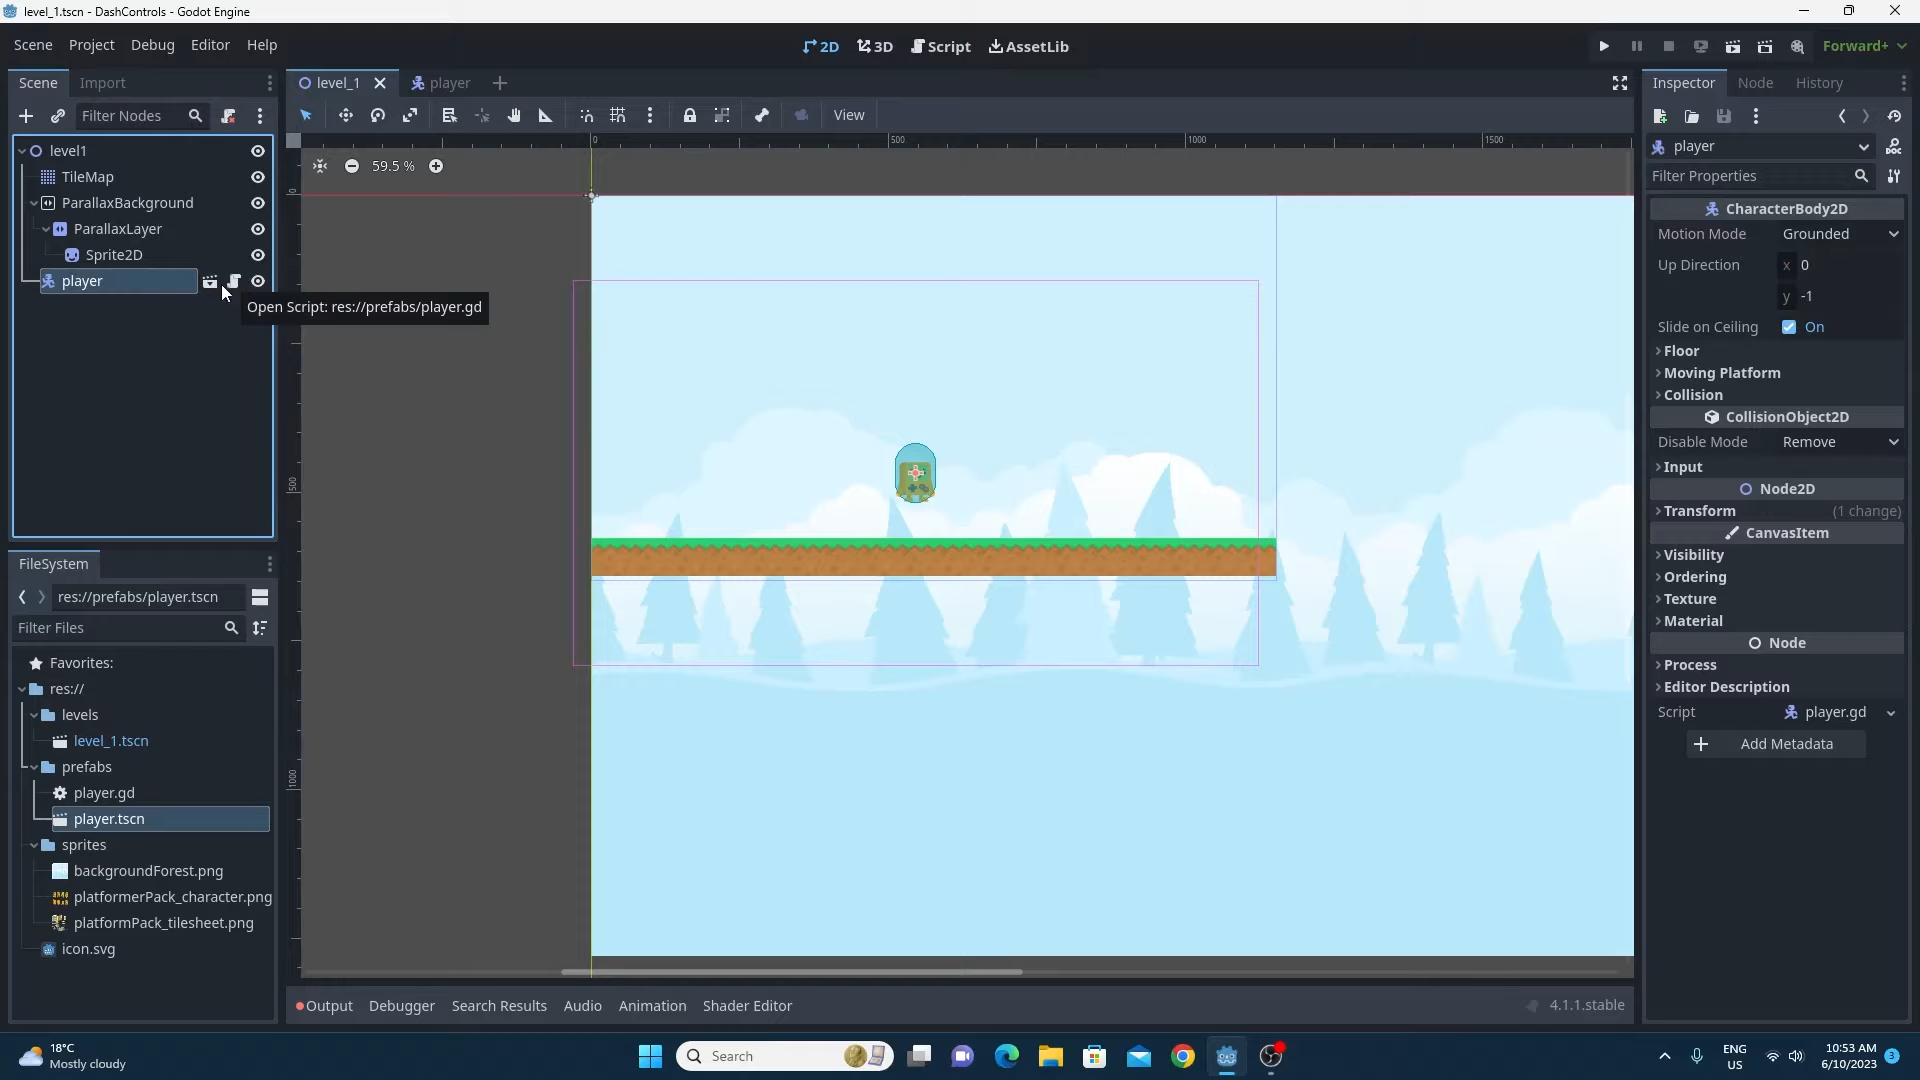 level_1.tscn - DashControls - Godot Engine
Scene Project Debug Editor Help
2D 3D Script AssetLib
Forward+
Scene Import
level_1 player
Inspector Node History
Filter Nodes
View
level1
TileMap
ParallaxBackground
ParallaxLayer
Sprite2D
player
Open Script: res://prefabs/player.gd
0 500 1000 1500
59.5 %
0
500
1000
player
Filter Properties
CharacterBody2D
Motion Mode Grounded
Up Direction x 0
y -1
Slide on Ceiling On
Floor
Moving Platform
Collision
CollisionObject2D
Disable Mode Remove
Input
Node2D
Transform (1 change)
CanvasItem
Visibility
Ordering
Texture
Material
Node
Process
Editor Description
Script player.gd
Add Metadata
FileSystem
res://prefabs/player.tscn
Filter Files
Favorites:
res://
levels
level_1.tscn
prefabs
player.gd
player.tscn
sprites
backgroundForest.png
platformerPack_character.png
platformPack_tilesheet.png
icon.svg
Output Debugger Search Results Audio Animation Shader Editor
4.1.1.stable
18°C
Mostly cloudy
Search
ENG
US
10:53 AM
6/10/2023
3